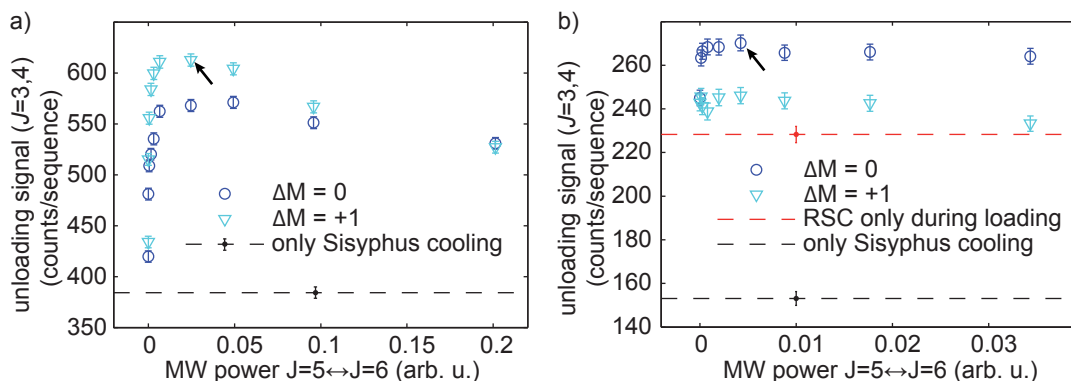 a)
unloading signal (J=3,4)
(counts/sequence)
600
550
500
450
400
350
ΔM = 0
ΔM = +1
only Sisyphus cooling
0
0.05
0.1
0.15
0.2
MW power J=5↔J=6 (arb. u.)
b)
unloading signal (J=3,4)
(counts/sequence)
260
240
220
200
180
160
140
ΔM = 0
ΔM = +1
RSC only during loading
only Sisyphus cooling
0
0.01
0.02
0.03
MW power J=5↔J=6 (arb. u.)